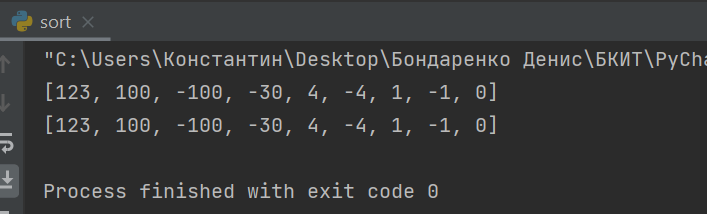 sort
"C:\Users\Константин\Desktop\Бондаренко Денис\БКИТ\PyCha
[123, 100, -100, -30, 4, -4, 1, -1, 0]
[123, 100, -100, -30, 4, -4, 1, -1, 0]
Process finished with exit code 0